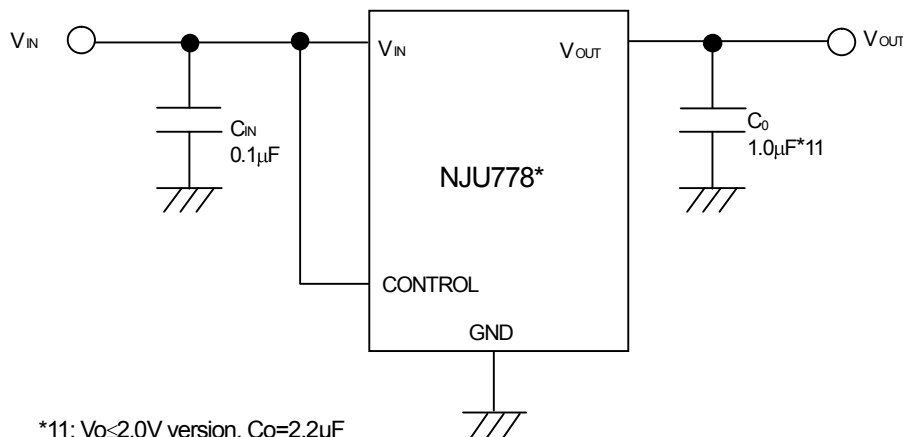 VIN
VIN
VOUT
VOUT
CIN
0.1μF
C0
1.0μF*11
NJU778*
CONTROL
GND
*11: Vo≤2.0V version, Co=2.2μF